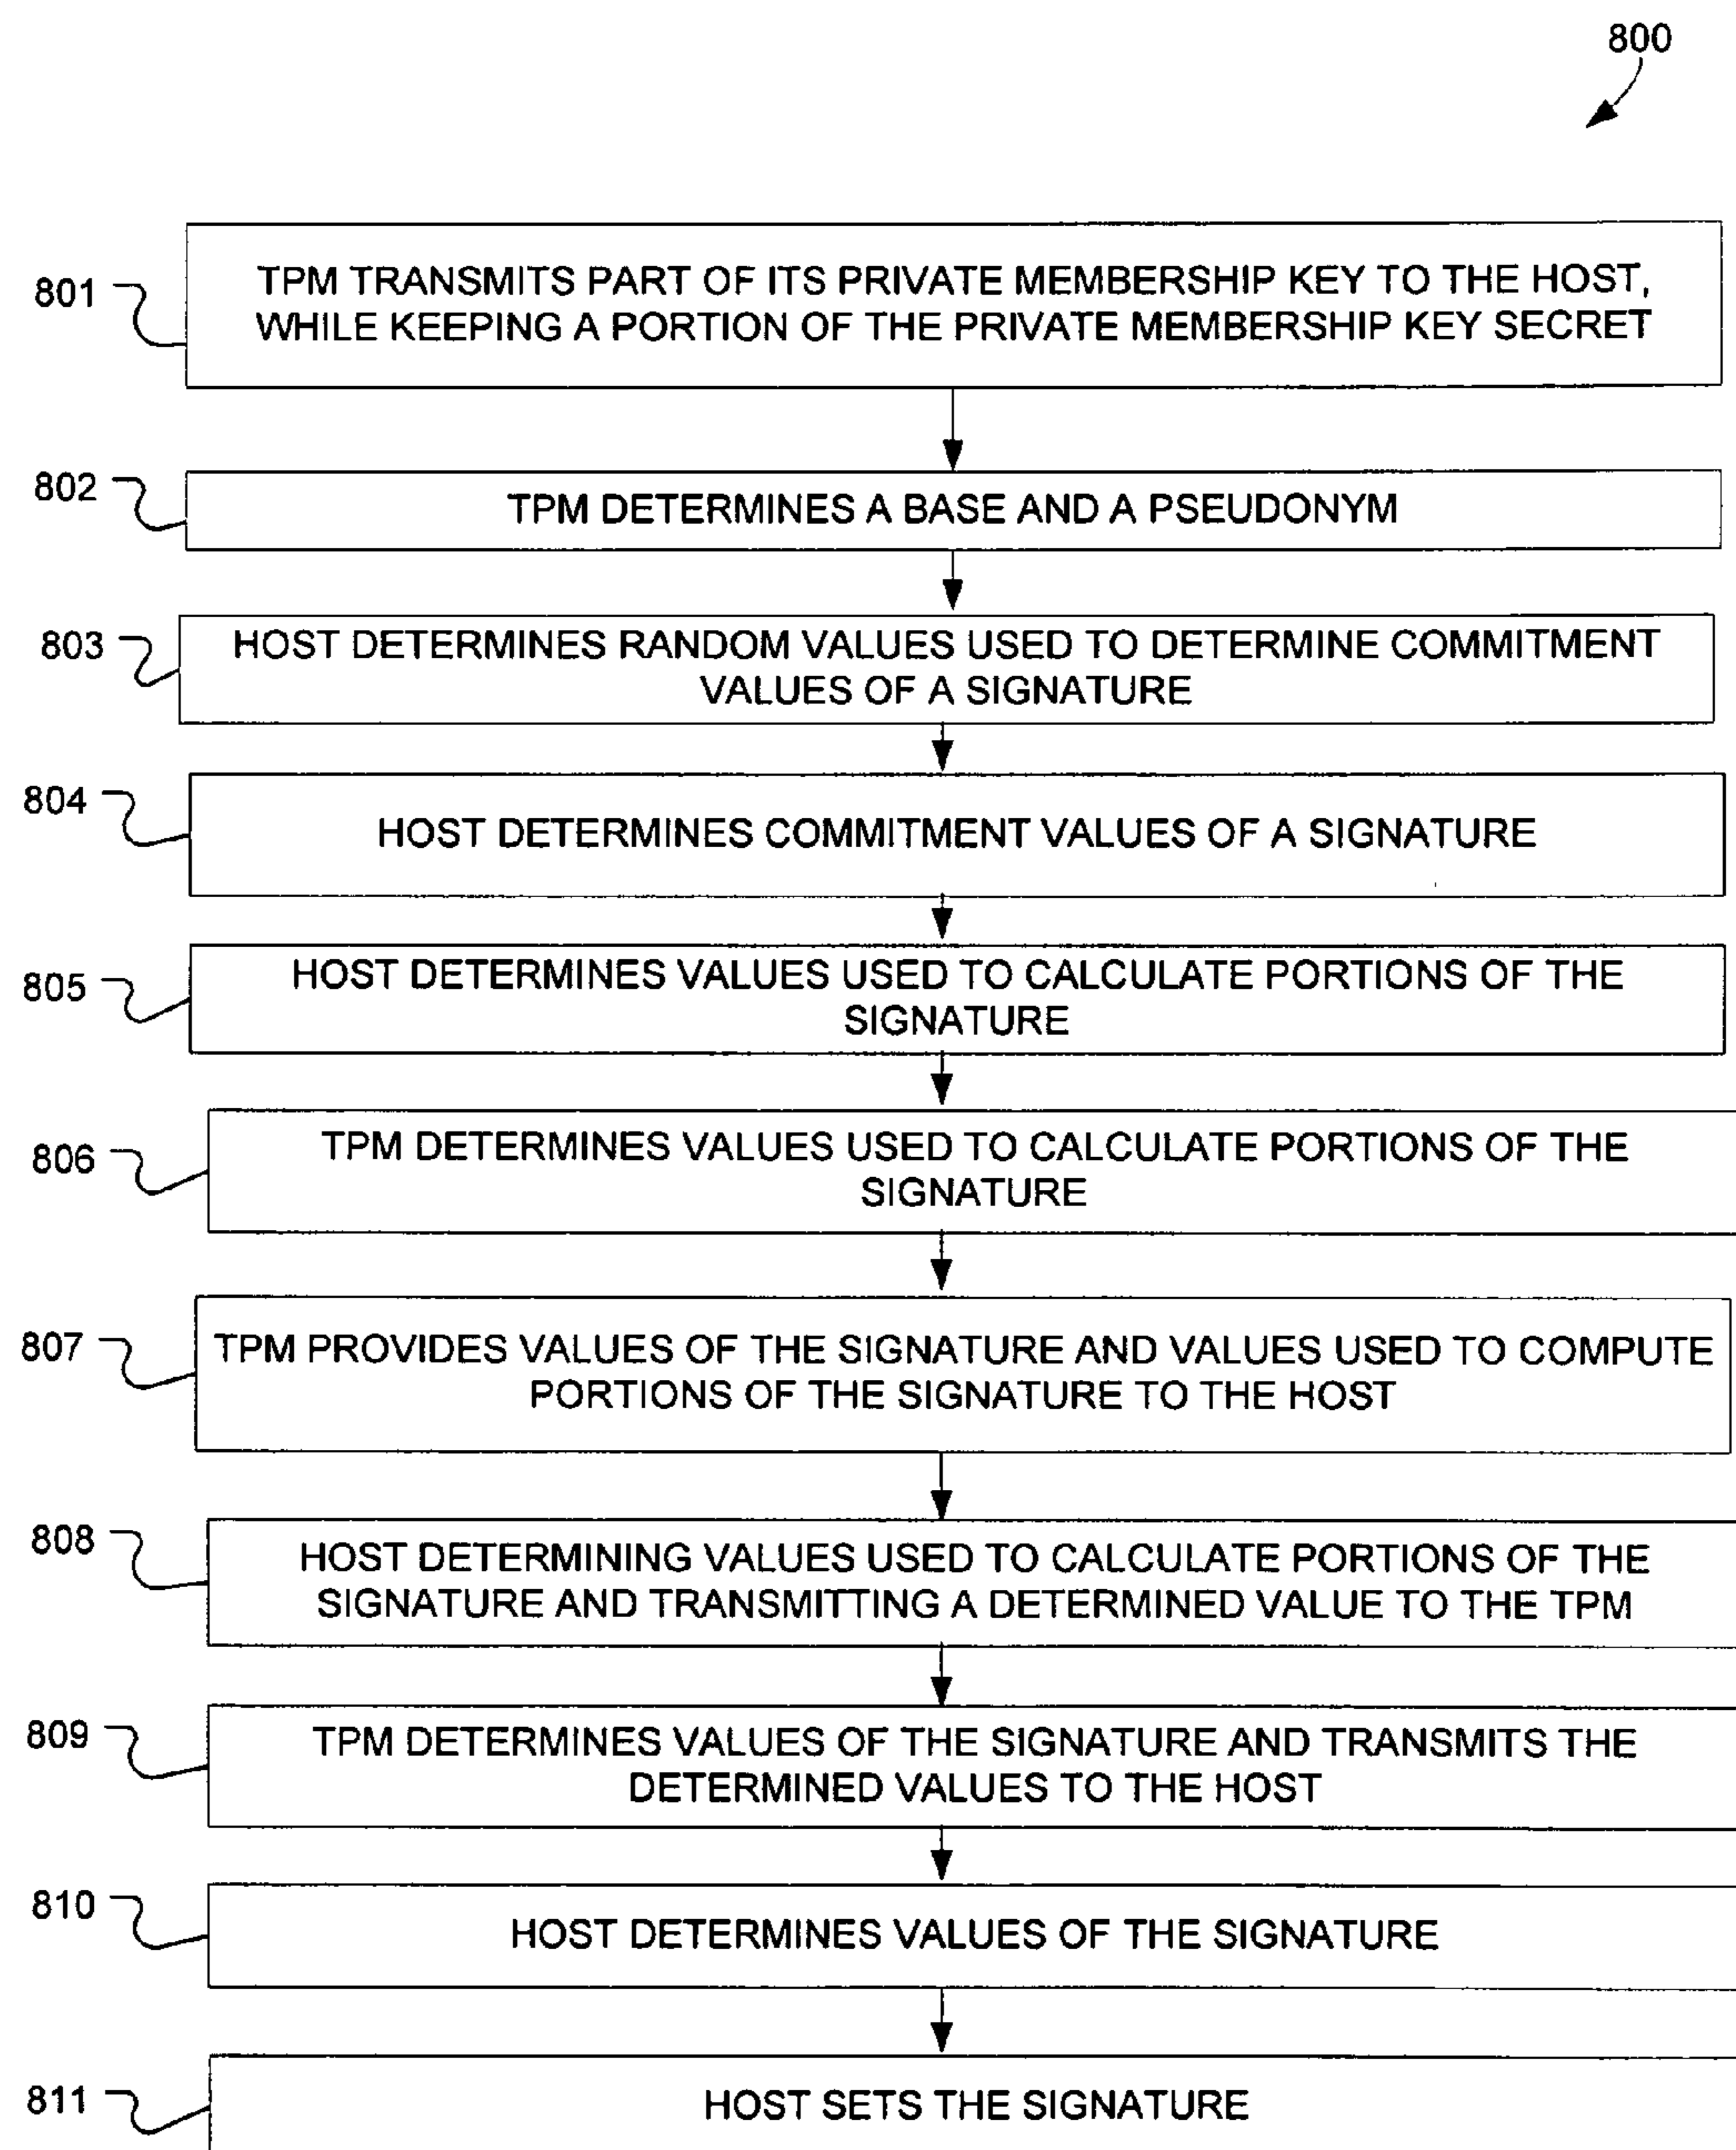 800
801
TPM TRANSMITS PART OF ITS PRIVATE MEMBERSHIP KEY TO THE HOST,
WHILE KEEPING A PORTION OF THE PRIVATE MEMBERSHIP KEY SECRET
802
TPM DETERMINES A BASE AND A PSEUDONYM
803
HOST DETERMINES RANDOM VALUES USED TO DETERMINE COMMITMENT
VALUES OF A SIGNATURE
804
HOST DETERMINES COMMITMENT VALUES OF A SIGNATURE
805
HOST DETERMINES VALUES USED TO CALCULATE PORTIONS OF THE
SIGNATURE
806
TPM DETERMINES VALUES USED TO CALCULATE PORTIONS OF THE
SIGNATURE
807
TPM PROVIDES VALUES OF THE SIGNATURE AND VALUES USED TO COMPUTE
PORTIONS OF THE SIGNATURE TO THE HOST
808
HOST DETERMINING VALUES USED TO CALCULATE PORTIONS OF THE
SIGNATURE AND TRANSMITTING A DETERMINED VALUE TO THE TPM
809
TPM DETERMINES VALUES OF THE SIGNATURE AND TRANSMITS THE
DETERMINED VALUES TO THE HOST
810
HOST DETERMINES VALUES OF THE SIGNATURE
811
HOST SETS THE SIGNATURE